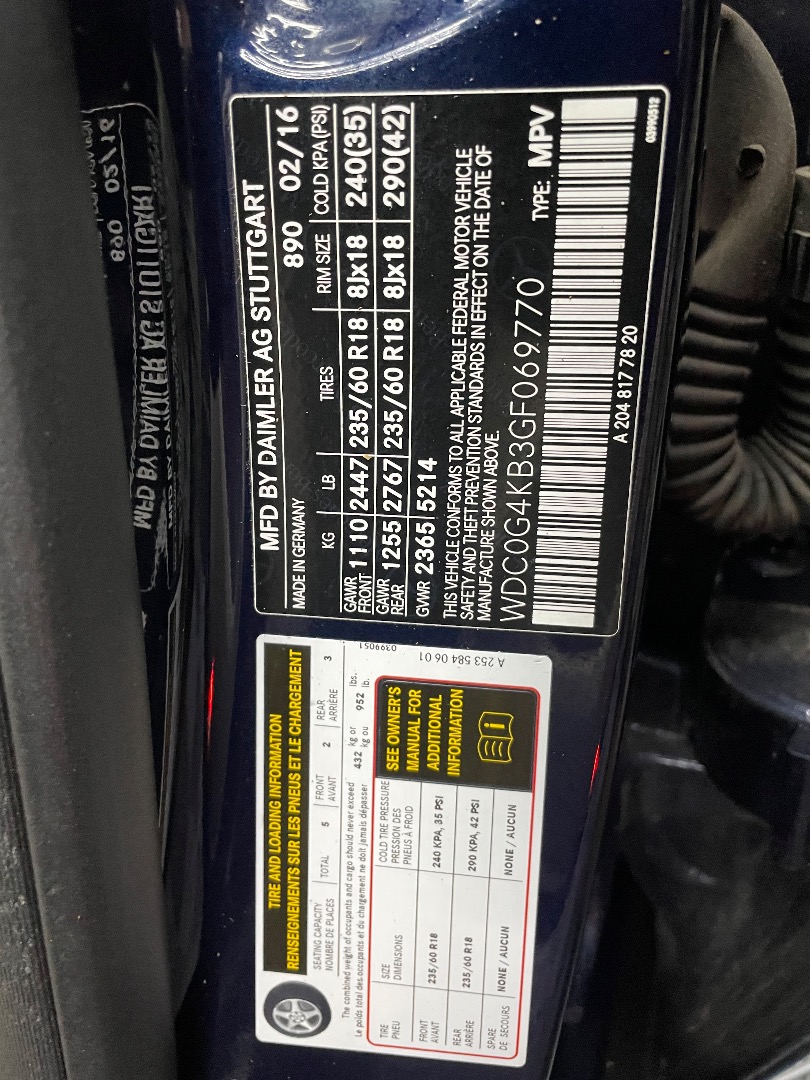 MFD BY DAIMLER AG STUTTGART
MADE IN GERMANY 890 02/16
KG LB TIRES RIM SIZE COLD KPA(PSI)
GAWR FRONT 1110 2447 235/60 R18 8Jx18 240(35)
GAWR REAR 1255 2767 235/60 R18 8Jx18 290(42)
GVWR 2365 5214
THIS VEHICLE CONFORMS TO ALL APPLICABLE FEDERAL MOTOR VEHICLE
SAFETY AND THEFT PREVENTION STANDARDS IN EFFECT ON THE DATE OF
MANUFACTURE SHOWN ABOVE.
WDC0G4KB3GF069770 TYPE: MPV
A 204 817 78 20
03990512
TIRE AND LOADING INFORMATION
RENSEIGNEMENTS SUR LES PNEUS ET LE CHARGEMENT
SEATING CAPACITY
NOMBRE DE PLACES
TOTAL 5
FRONT
AVANT
2
REAR
ARRIÈRE
3
The combined weight of occupants and cargo should never exceed 432 kg or 952 lbs.
Le poids total des occupants et du chargement ne doit jamais dépasser kg ou lb.
TIRE
PNEU
SIZE
DIMENSIONS
COLD TIRE PRESSURE
PRESSION DES
PNEUS À FROID
FRONT
AVANT
235/60 R18
240 KPA, 35 PSI
REAR
ARRIÈRE
235/60 R18
290 KPA, 42 PSI
SPARE
DE SECOURS
NONE / AUCUN
NONE / AUCUN
SEE OWNER'S
MANUAL FOR
ADDITIONAL
INFORMATION
0399051
A 253 584 06 01